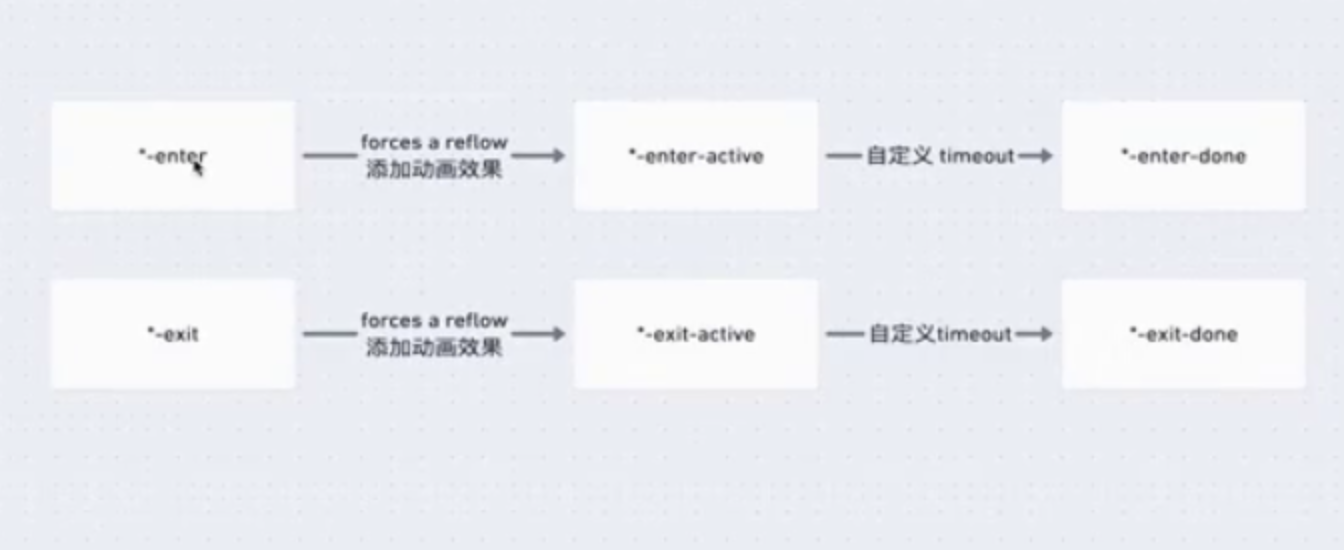 *-enter
forces a reflow
添加动画效果
*-enter-active
自定义 timeout
*-enter-done
*-exit
forces a reflow
添加动画效果
*-exit-active
自定义timeout
*-exit-done